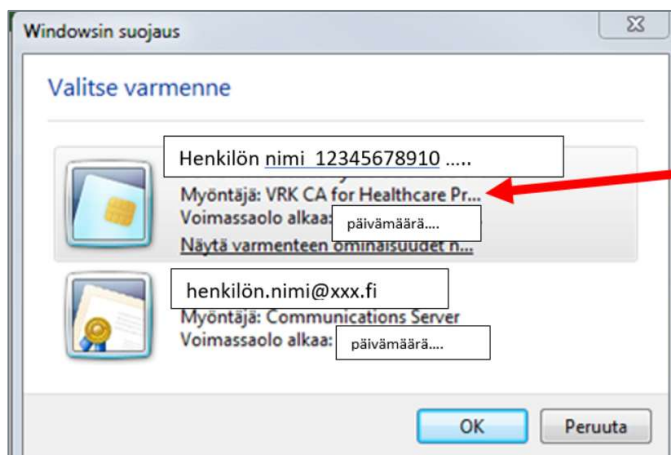 Windowsin suojaus
Valitse varmenne
Henkilön nimi 12345678910 .....
Myöntäjä: VRK CA for Healthcare Pr...
Voimassaolo alkaa: päivämäärä....
Näytä varmenteen ominaisuudet n...
henkilön.nimi@xxx.fi
Myöntäjä: Communications Server
Voimassaolo alkaa: päivämäärä....
OK Peruuta